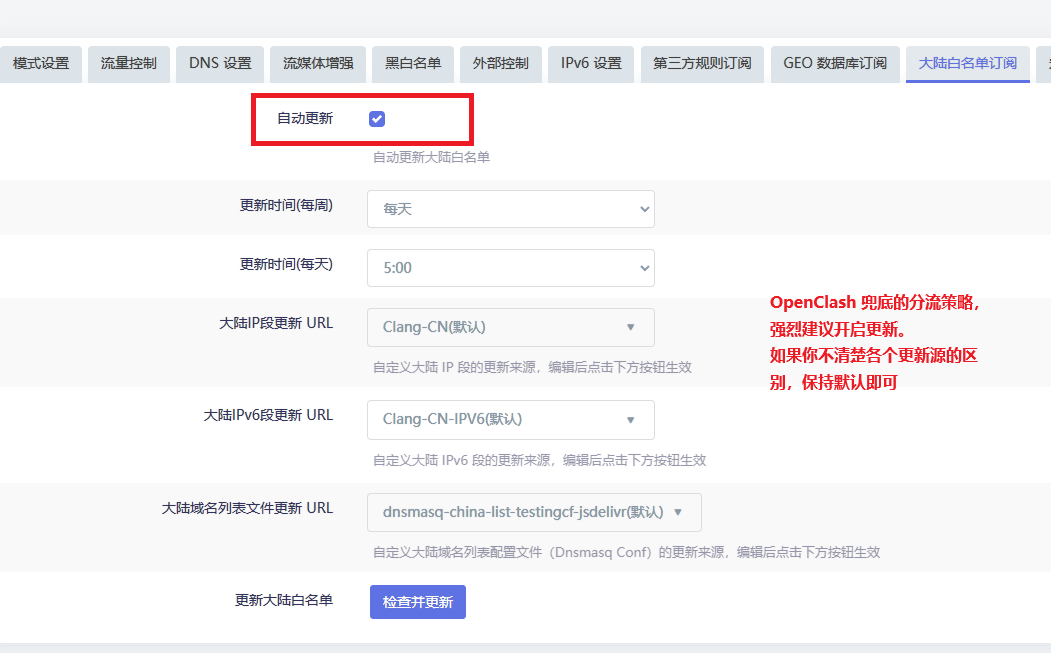 模式设置 流量控制 DNS 设置 流媒体增强 黑白名单 外部控制 IPv6 设置 第三方规则订阅 GEO 数据库订阅 大陆白名单订阅
自动更新
自动更新大陆白名单
更新时间(每周) 每天
更新时间(每天) 5:00
OpenClash 兜底的分流策略，
强烈建议开启更新。
如果你不清楚各个更新源的区
别，保持默认即可
大陆IP段更新 URL Clang-CN(默认)
自定义大陆 IP 段的更新来源，编辑后点击下方按钮生效
大陆IPv6段更新 URL Clang-CN-IPV6(默认)
自定义大陆 IPv6 段的更新来源，编辑后点击下方按钮生效
大陆域名列表文件更新 URL dnsmasq-china-list-testingcf-jsdelivr(默认)
自定义大陆域名列表配置文件（Dnsmasq Conf）的更新来源，编辑后点击下方按钮生效
更新大陆白名单 检查并更新